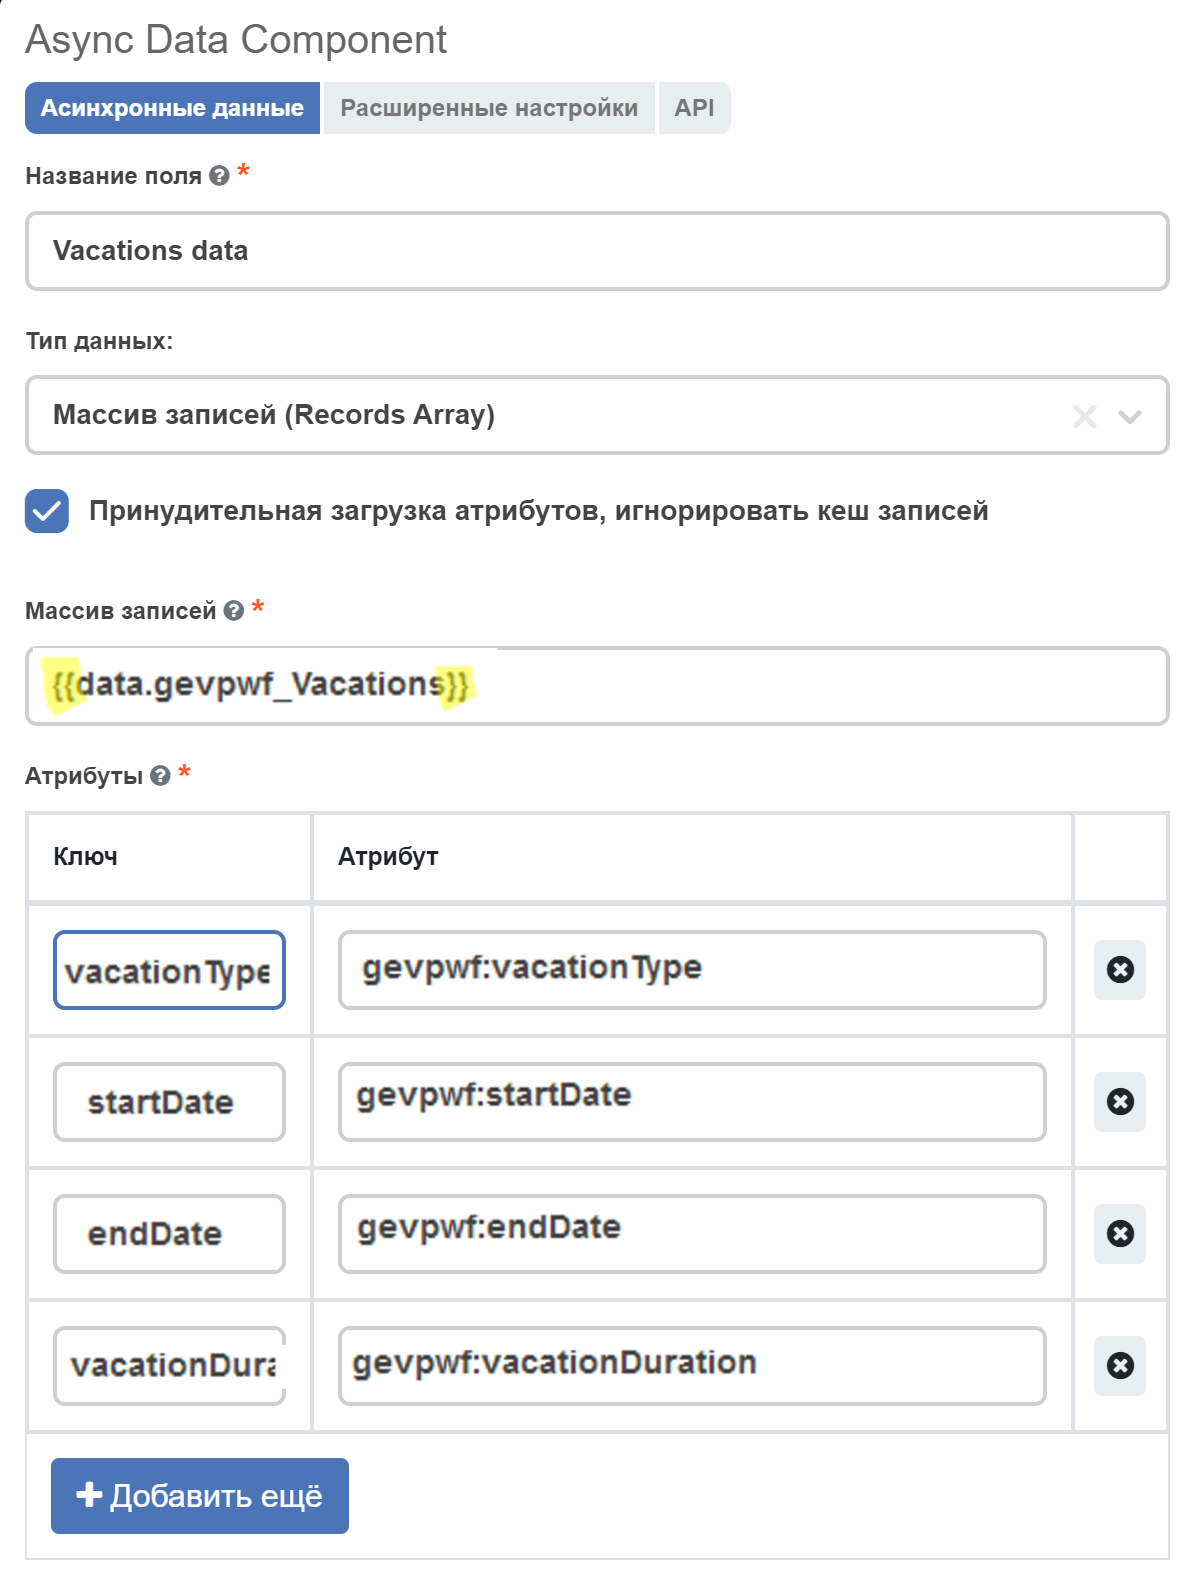 Async Data Component
Асинхронные данные Расширенные настройки API
Название поля ? *
Vacations data
Тип данных:
Массив записей (Records Array)
Принудительная загрузка атрибутов, игнорировать кеш записей
Массив записей ? *
{{data.gevpwf_Vacations}}
Атрибуты ? *
Ключ Атрибут
vacationType gevpwf:vacationType
startDate gevpwf:startDate
endDate gevpwf:endDate
vacationDura gevpwf:vacationDuration
Добавить ещё